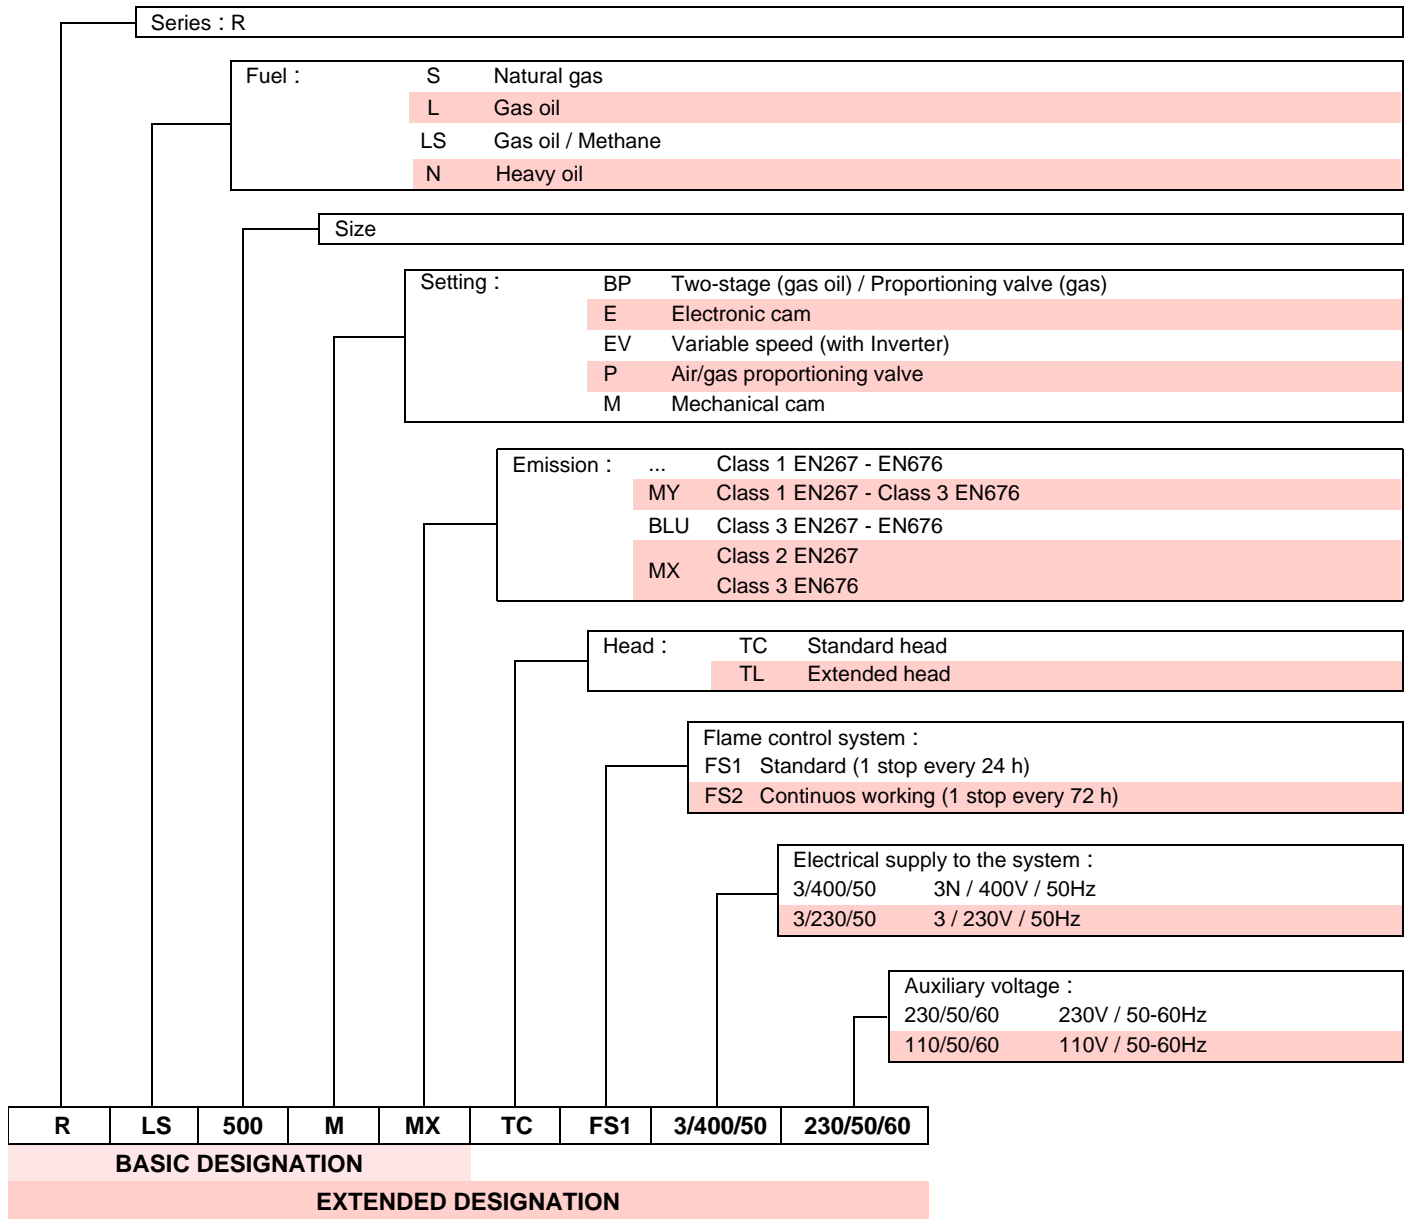 Series : R
Fuel : S Natural gas
L Gas oil
LS Gas oil / Methane
N Heavy oil
Size
Setting : BP Two-stage (gas oil) / Proportioning valve (gas)
E Electronic cam
EV Variable speed (with Inverter)
P Air/gas proportioning valve
M Mechanical cam
Emission : ... Class 1 EN267 - EN676
MY Class 1 EN267 - Class 3 EN676
BLU Class 3 EN267 - EN676
MX Class 2 EN267
Class 3 EN676
Head : TC Standard head
TL Extended head
Flame control system :
FS1 Standard (1 stop every 24 h)
FS2 Continuos working (1 stop every 72 h)
Electrical supply to the system :
3/400/50 3N / 400V / 50Hz
3/230/50 3 / 230V / 50Hz
Auxiliary voltage :
230/50/60 230V / 50-60Hz
110/50/60 110V / 50-60Hz
R LS 500 M MX TC FS1 3/400/50 230/50/60
BASIC DESIGNATION
EXTENDED DESIGNATION